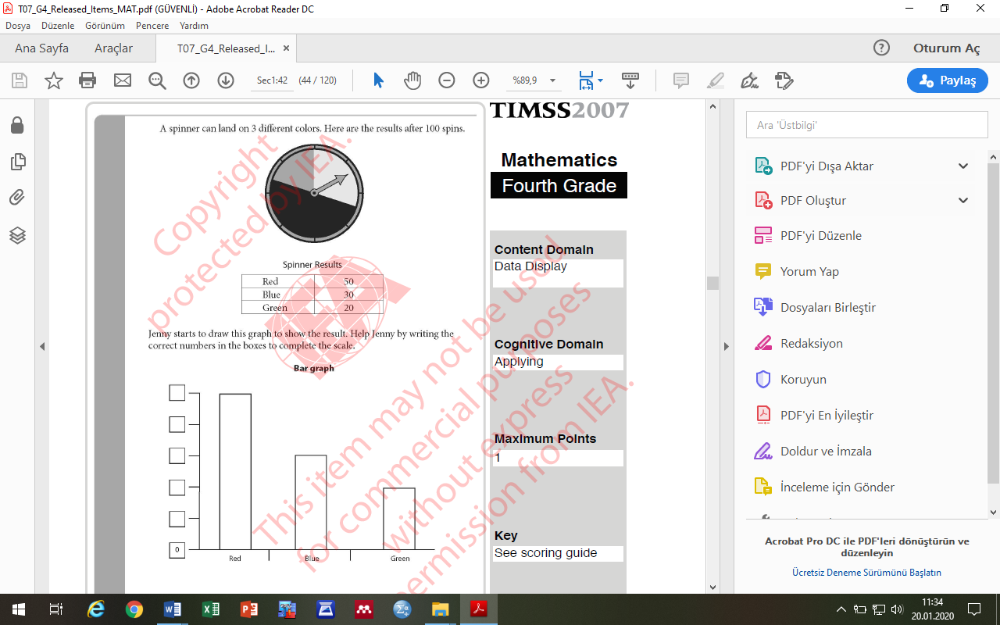 T07_G4_Released_Items_MAT.pdf (GÜVENLİ) - Adobe Acrobat Reader DC
Dosya Düzenle Görünüm Pencere Yardım
Ana Sayfa Araçlar T07_G4_Released_I... × ? Oturum Aç
Sec1:42 (44 / 120) %89,9 Paylaş
A spinner can land on 3 different colors. Here are the results after 100 spins.
Spinner Results
Red 50
Blue 30
Green 20
Jenny starts to draw this graph to show the result. Help Jenny by writing the
correct numbers in the boxes to complete the scale.
Bar graph
0
Red Blue Green
Copyright
protected by IEA.
IEA
This item may not be used
for commercial purposes
without express
permission from IEA.
TIMSS2007
Mathematics
Fourth Grade
Content Domain
Data Display
Cognitive Domain
Applying
Maximum Points
1
Key
See scoring guide
Ara 'Üstbilgi'
PDF'yi Dışa Aktar
PDF Oluştur
PDF'yi Düzenle
Yorum Yap
Dosyaları Birleştir
Redaksiyon
Koruyun
PDF'yi En İyileştir
Doldur ve İmzala
İnceleme için Gönder
Acrobat Pro DC ile PDF'leri dönüştürün ve
düzenleyin
Ücretsiz Deneme Sürümünü Başlatın
11:34
20.01.2020